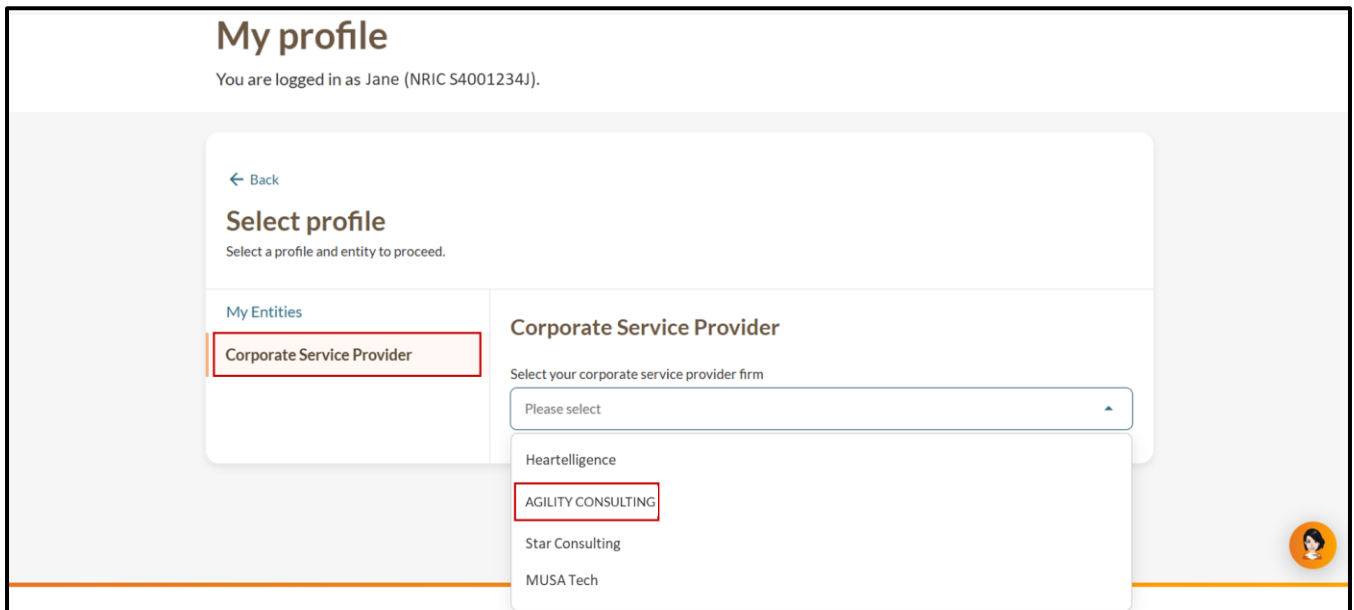 My profile
You are logged in as Jane (NRIC S4001234J).
← Back
Select profile
Select a profile and entity to proceed.
My Entities
Corporate Service Provider
Corporate Service Provider
Select your corporate service provider firm
Please select
Heartelligence
AGILITY CONSULTING
Star Consulting
MUSA Tech